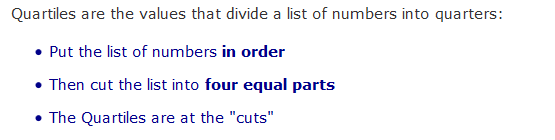 Quartiles are the values that divide a list of numbers into quarters:
• Put the list of numbers in order
• Then cut the list into four equal parts
• The Quartiles are at the "cuts"